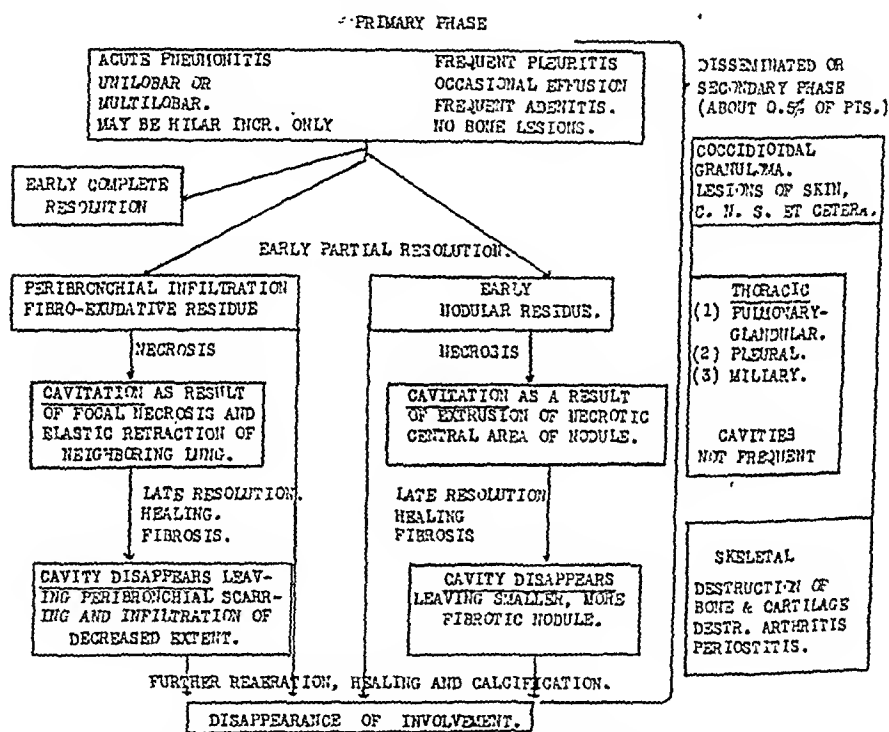 PRIMARY PHASE
ACUTE PNEUMONITIS
UNILOBAR OR
MULTILOBAR.
MAY BE HILAR INCR. ONLY
FREQUENT PLEURITIS
OCCASIONAL EFFUSION
FREQUENT ADENITIS.
NO BONE LESIONS.
EARLY COMPLETE
RESOLUTION
EARLY PARTIAL RESOLUTION.
PERIBRONCHIAL INFILTRATION
FIBRO-EXUDATIVE RESIDUE
EARLY
NODULAR RESIDUE.
NECROSIS
NECROSIS
CAVITATION AS RESULT
OF FOCAL NECROSIS AND
ELASTIC RETRACTION OF
NEIGHBORING LUNG.
CAVITATION AS A RESULT
OF EXTRUSION OF NECROTIC
CENTRAL AREA OF NODULE.
LATE RESOLUTION.
HEALING.
FIBROSIS.
LATE RESOLUTION
HEALING
FIBROSIS
CAVITY DISAPPEARS LEAV-
ING PERIBRONCHIAL SCARR-
ING AND INFILTRATION OF
DECREASED EXTENT.
CAVITY DISAPPEARS
LEAVING SMALLER, MORE
FIBROTIC NODULE.
FURTHER REAERATION, HEALING AND CALCIFICATION.
DISAPPEARANCE OF INVOLVEMENT.
DISSEMINATED OR
SECONDARY PHASE
(ABOUT 0.5% OF PTS.)
COCCIDIOIDAL
GRANULOMA.
LESIONS OF SKIN,
C. N. S. ET CETERA.
THORACIC
(1) PULMONARY-
GLANDULAR.
(2) PLEURAL.
(3) MILIARY.
CAVITIES
NOT FREQUENT
SKELETAL
DESTRUCTION OF
BONE & CARTILAGE
DESTR. ARTHRITIS
PERIOSTITIS.